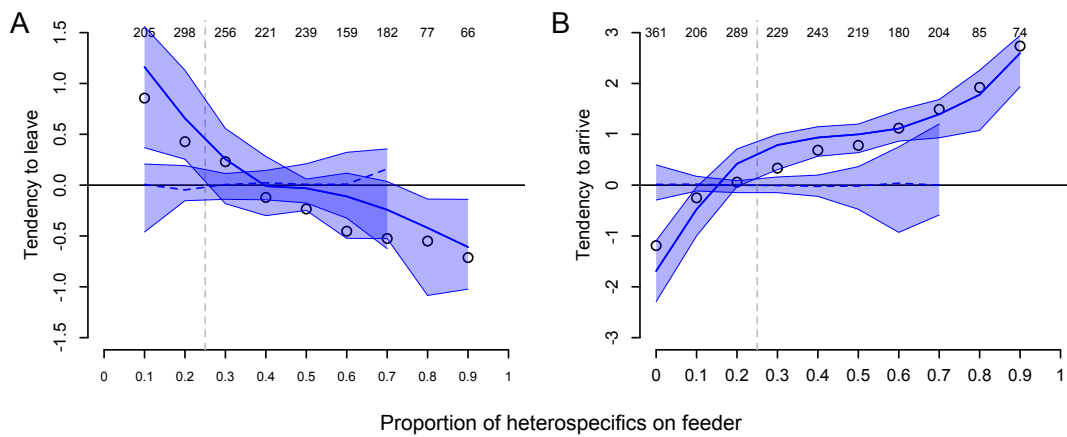 A
B
205 298 256 221 239 159 182 77 66
361 206 289 229 243 219 180 204 85 74
Tendency to leave
1.5
1.0
0.5
0.0
-0.5
-1.0
-1.5
Tendency to arrive
3
2
1
0
-1
-2
-3
0 0.1 0.2 0.3 0.4 0.5 0.6 0.7 0.8 0.9 1
0 0.1 0.2 0.3 0.4 0.5 0.6 0.7 0.8 0.9 1
Proportion of heterospecifics on feeder